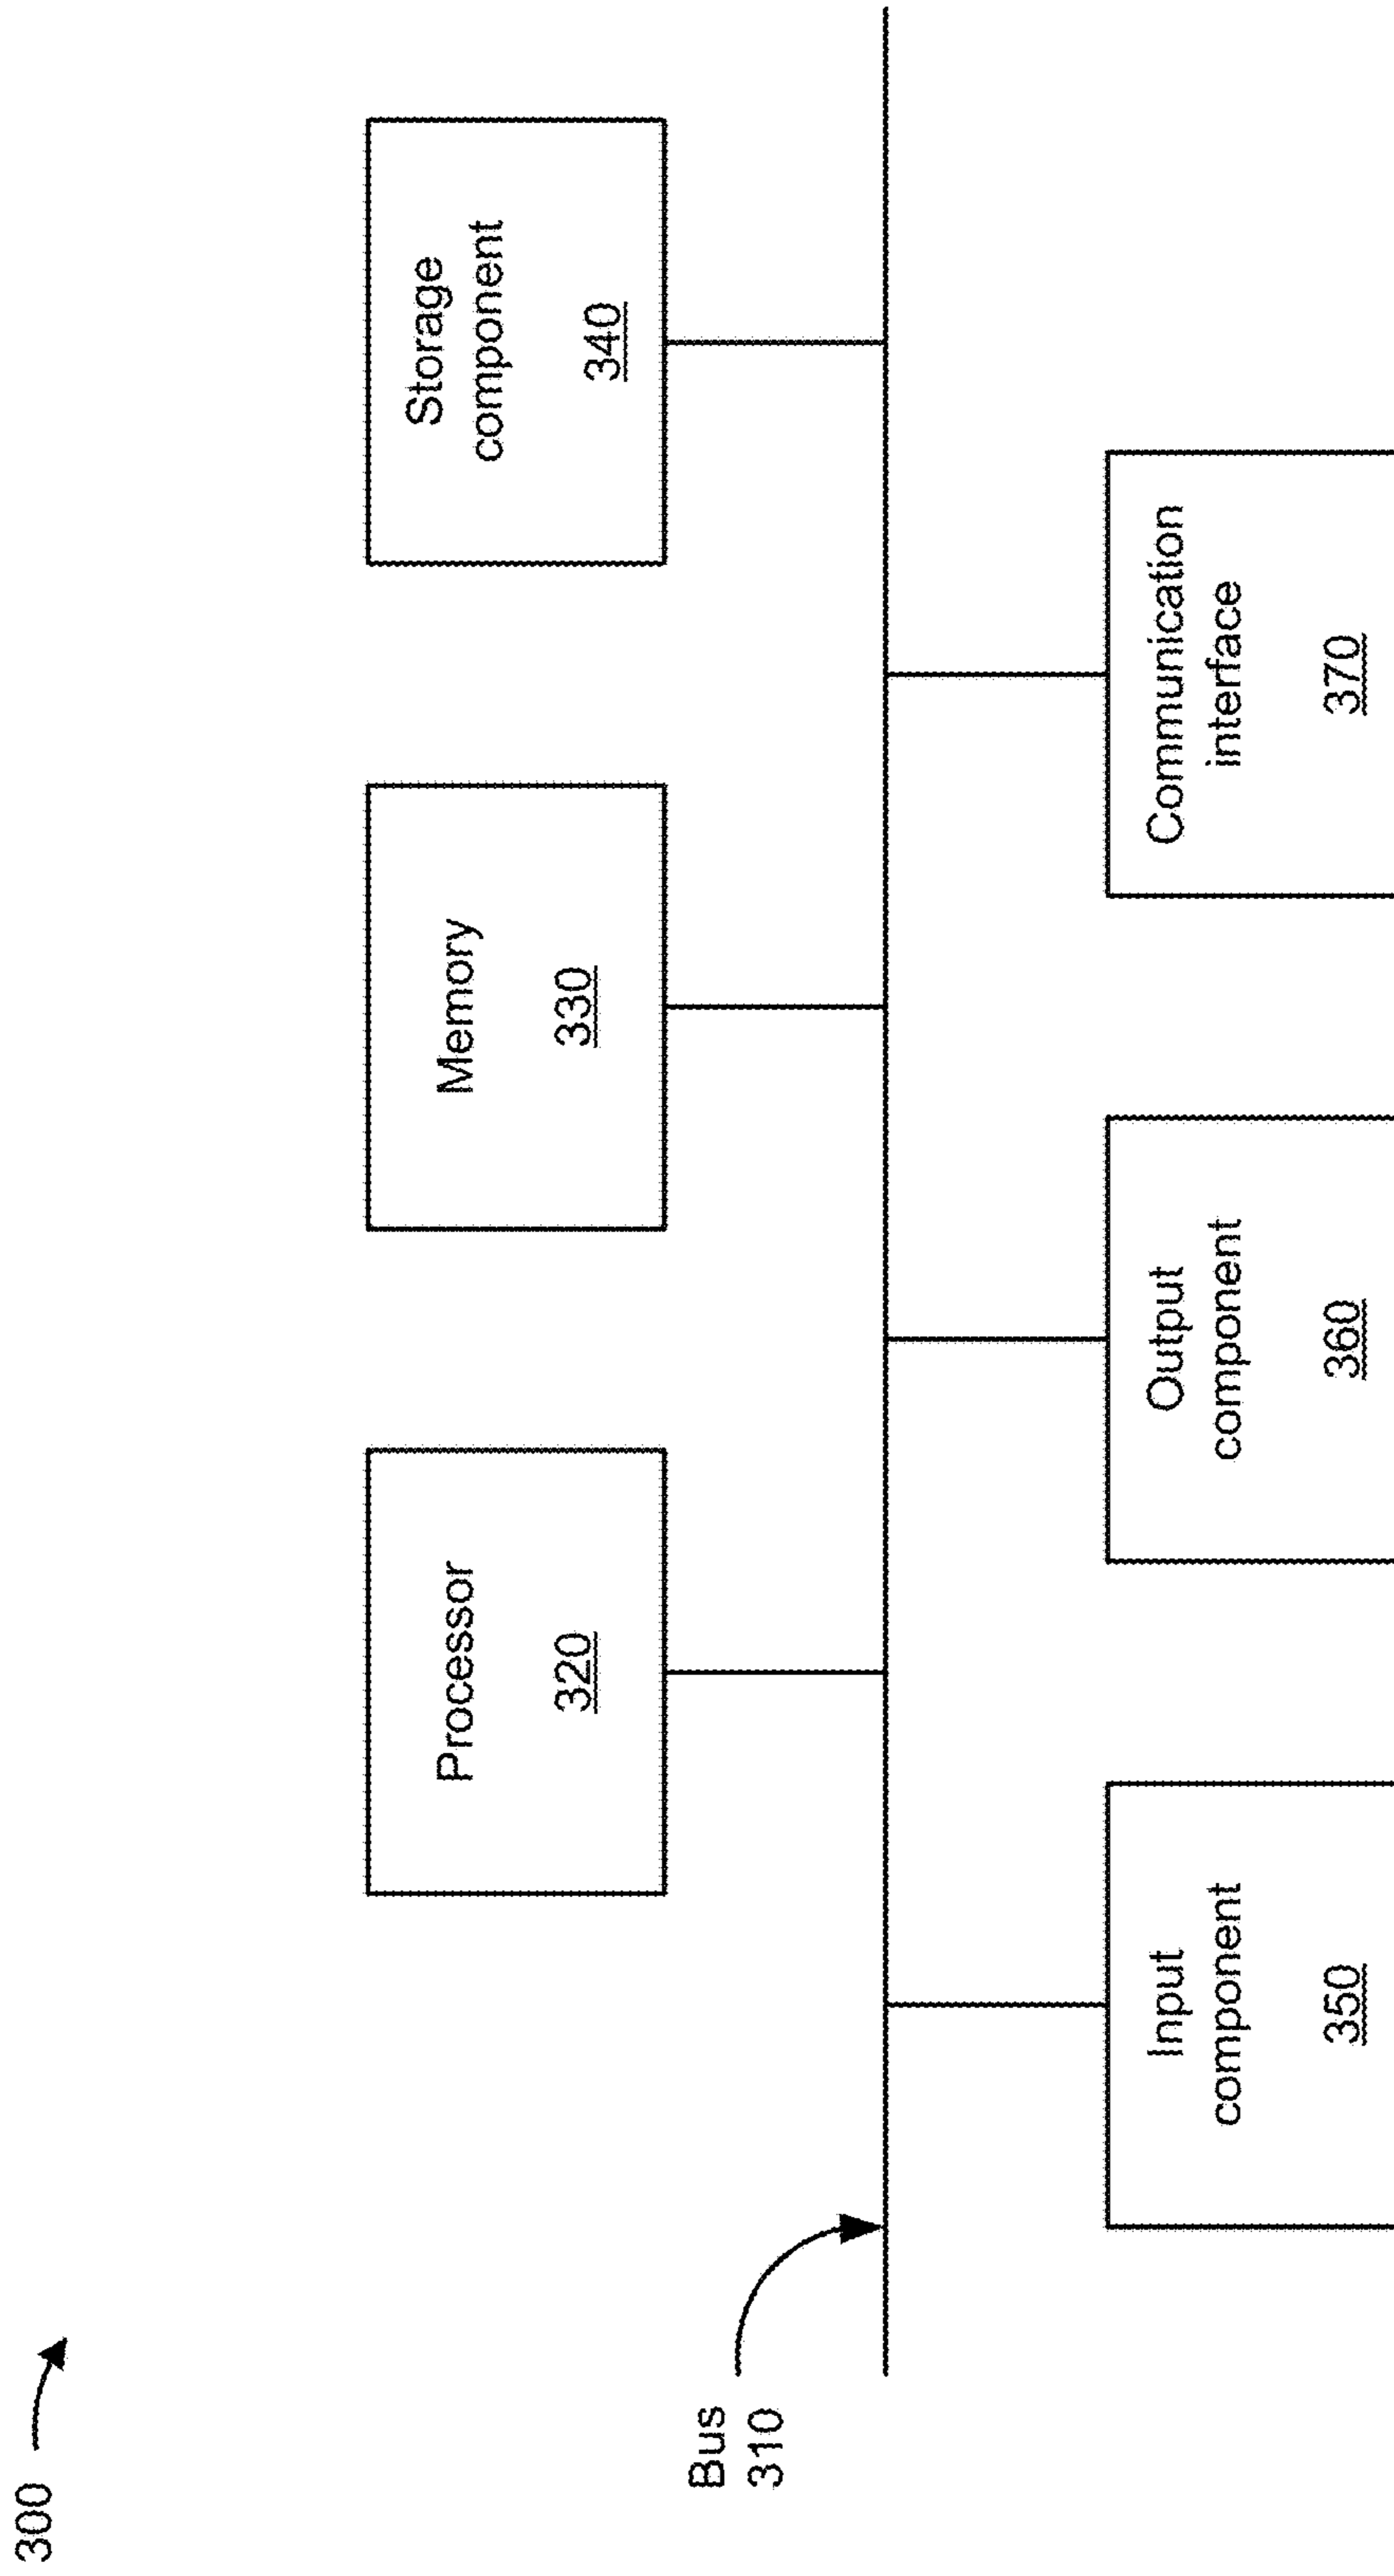 300
Processor
320
Memory
330
Storage
component
340
Bus
310
Input
component
350
Output
component
360
Communication
interface
370